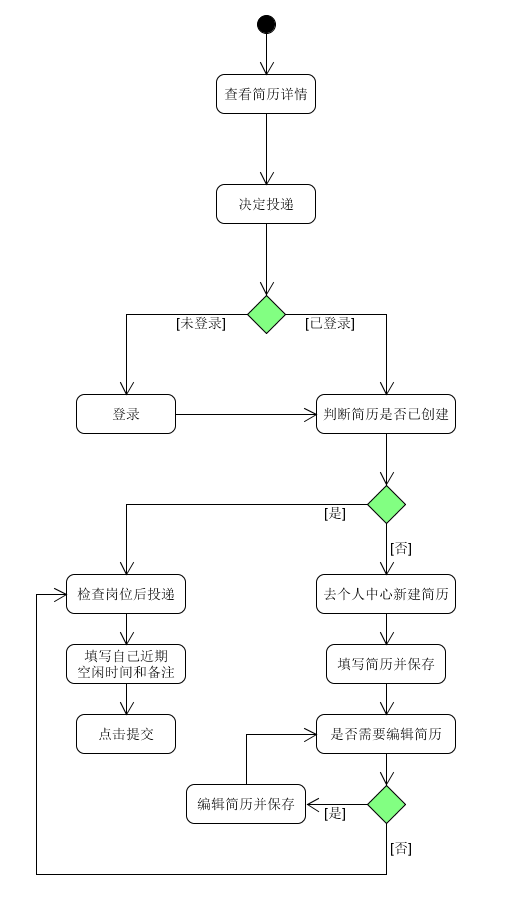 查看简历详情
决定投递
[未登录]
[已登录]
登录
判断简历是否已创建
[是]
[否]
检查岗位后投递
去个人中心新建简历
填写自己近期
空闲时间和备注
填写简历并保存
点击提交
是否需要编辑简历
编辑简历并保存
[是]
[否]